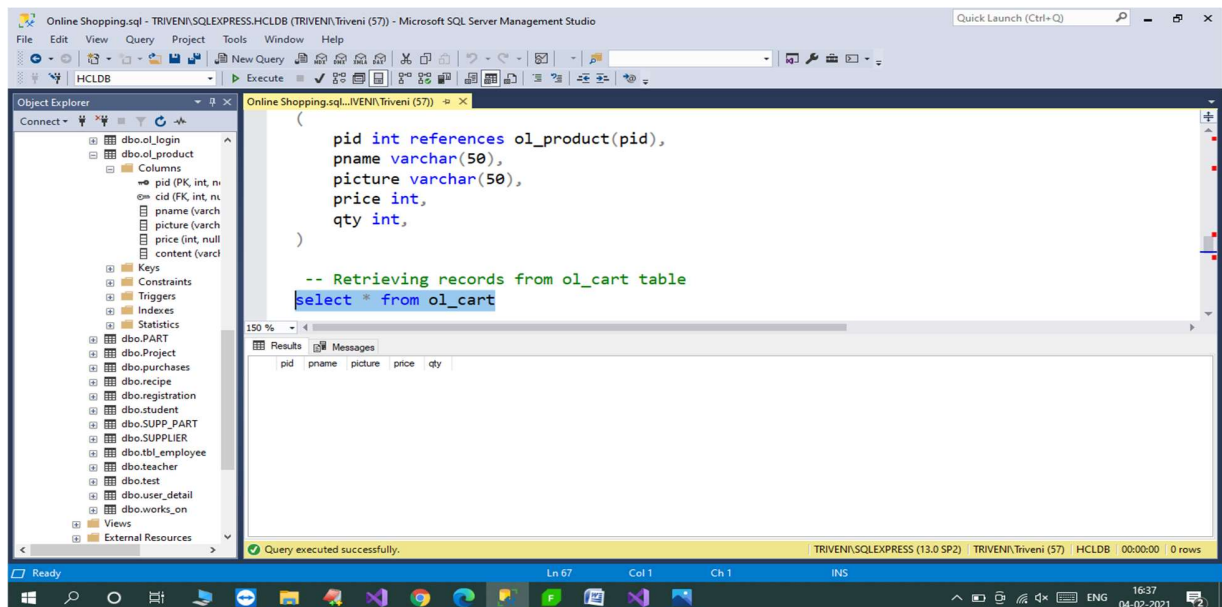 Online Shopping.sql - TRIVENI\SQLEXPRESS.HCLDB (TRIVENI\Triveni (57)) - Microsoft SQL Server Management Studio
Quick Launch (Ctrl+Q)
File Edit View Query Project Tools Window Help
New Query
HCLDB
Execute
Object Explorer
Connect
dbo.ol_login
dbo.ol_product
Columns
pid (PK, int, n
cid (FK, int, nu
pname (varch
picture (varch
price (int, null
content (varch
Keys
Constraints
Triggers
Indexes
Statistics
dbo.PART
dbo.Project
dbo.purchases
dbo.recipe
dbo.registration
dbo.student
dbo.SUPP_PART
dbo.SUPPLIER
dbo.tbl_employee
dbo.teacher
dbo.test
dbo.user_detail
dbo.works_on
Views
External Resources
Online Shopping.sql...IVENI\Triveni (57))
(
pid int references ol_product(pid),
pname varchar(50),
picture varchar(50),
price int,
qty int,
)
-- Retrieving records from ol_cart table
select * from ol_cart
150 %
Results Messages
pid pname picture price qty
Query executed successfully.
TRIVENI\SQLEXPRESS (13.0 SP2) TRIVENI\Triveni (57) HCLDB 00:00:00 0 rows
Ready Ln 67 Col 1 Ch 1 INS
ENG
16:37
04-02-2021